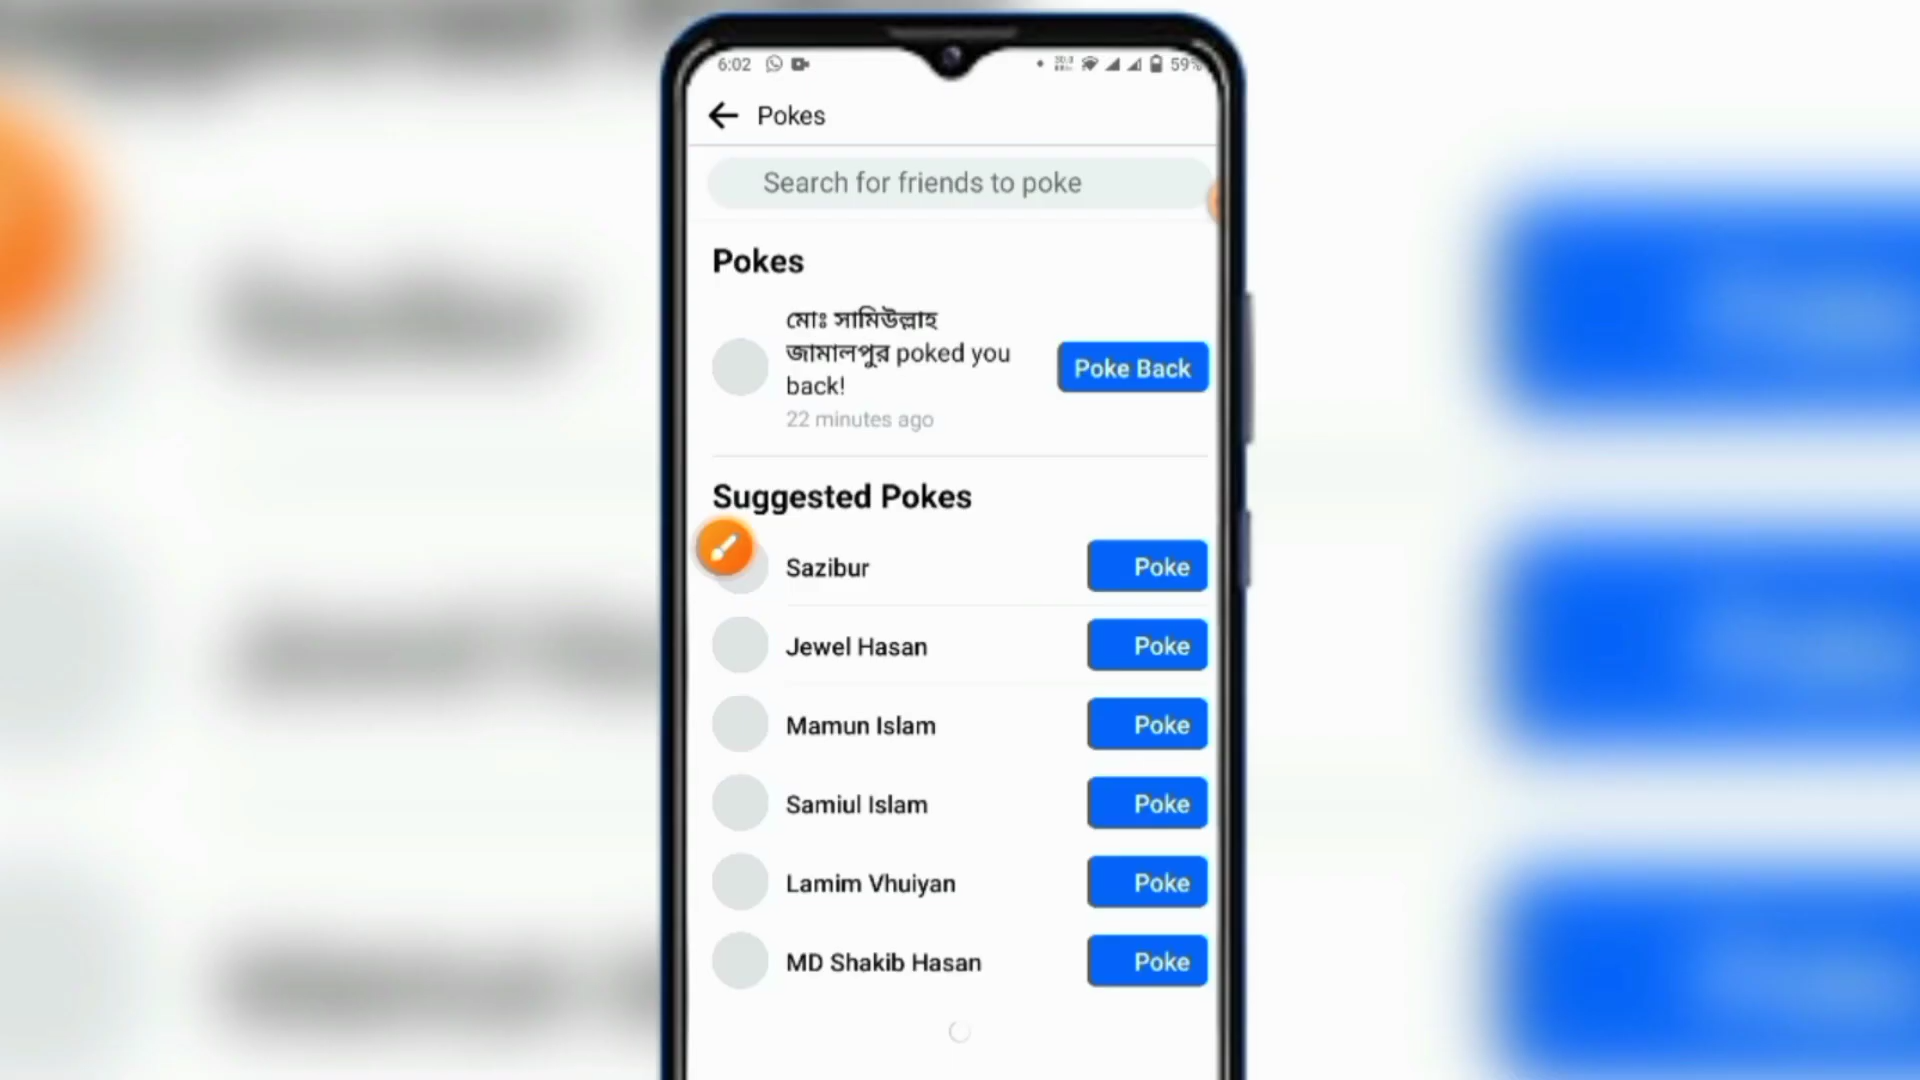 6:02
59%
Pokes
Search for friends to poke
Pokes
মোঃ সামিউল্লাহ
জামালপুর poked you
back!
Poke Back
22 minutes ago
Suggested Pokes
Sazibur
Poke
Jewel Hasan
Poke
Mamun Islam
Poke
Samiul Islam
Poke
Lamim Vhuiyan
Poke
MD Shakib Hasan
Poke